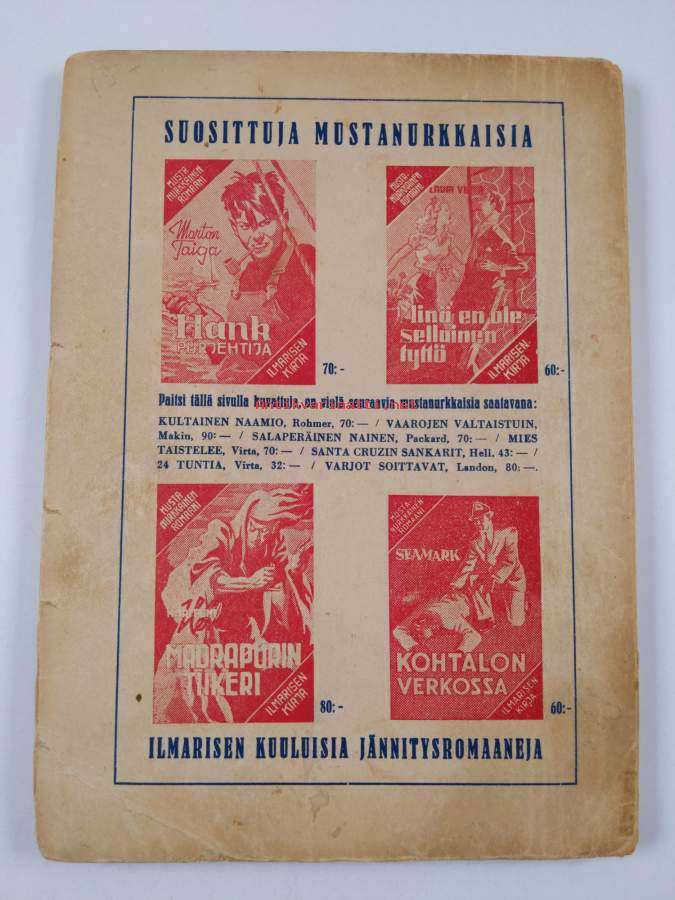 SUOSITTUJA MUSTANURKKAISIA
MUSTA-
NURKKAINEN
ROMAANI
Marton
Taiga
Hank
PURJEHTIJA
ILMARISEN
KIRJA
70:-
MUSTA-
NURKKAINEN
ROMAANI
Minä en ole
sellainen
tyttö
ILMARISEN
KIRJA
60:-
Paitsi tällä sivulla kuvattuja on vielä seuraavia mustanurkkaisia saatavana:
KULTAINEN NAAMIO, Rohmer, 70: — / VAAROJEN VALTAISTUIN,
Makin, 90: — / SALAPERÄINEN NAINEN, Packard, 70: — / MIES
TAISTELEE, Virta, 70: — / SANTA CRUZIN SANKARIT, Hell. 43: — /
24 TUNTIA, Virta, 32: — / VARJOT SOITTAVAT, Landon, 80: —.
MUSTA
NURKKAINEN
ROMAANI
Hell
MADRAPURIN
TIIKERI
ILMARISEN
KIRJA
80:-
MUSTA-
NURKKAINEN
ROMAANI
SEAMARK
KOHTALON
VERKOSSA
ILMARISEN
KIRJA
60:-
ILMARISEN KUULUISIA JÄNNITYSROMAANEJA